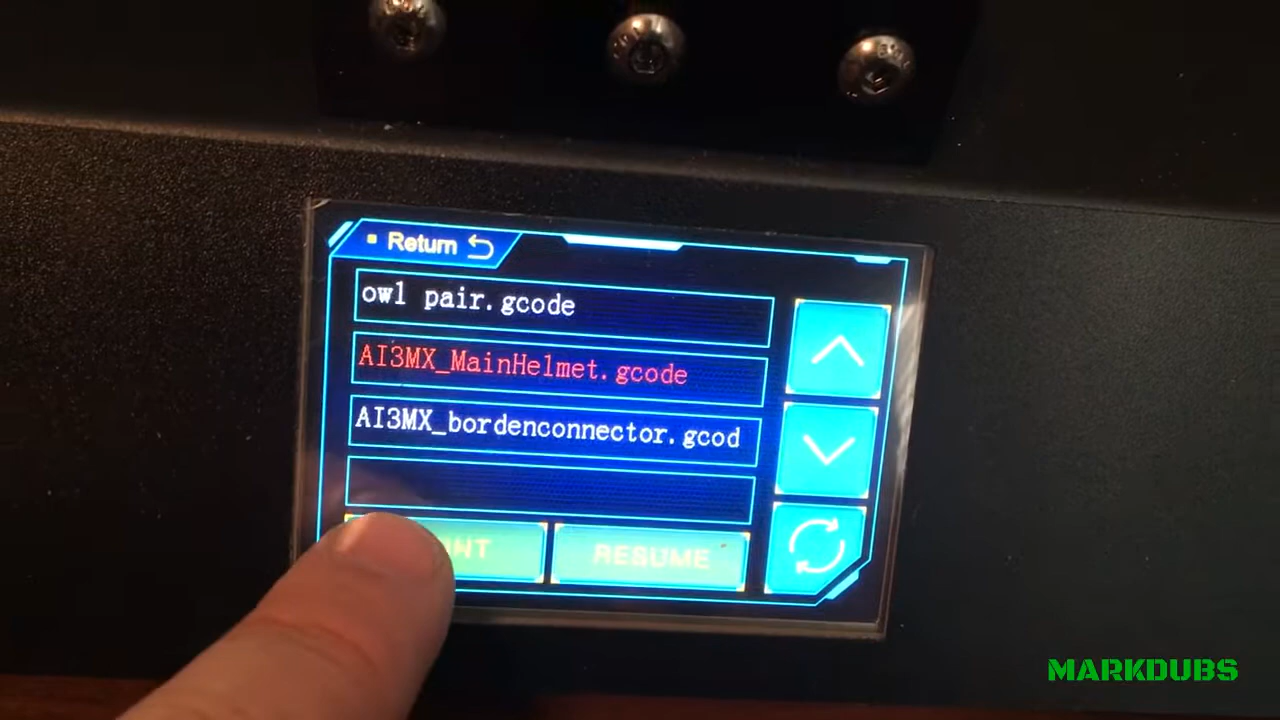 Return
owl pair.gcode
AI3MX_MainHelmet.gcode
AI3MX_bordenconnector.gcod
RESUME
MARKDUBS